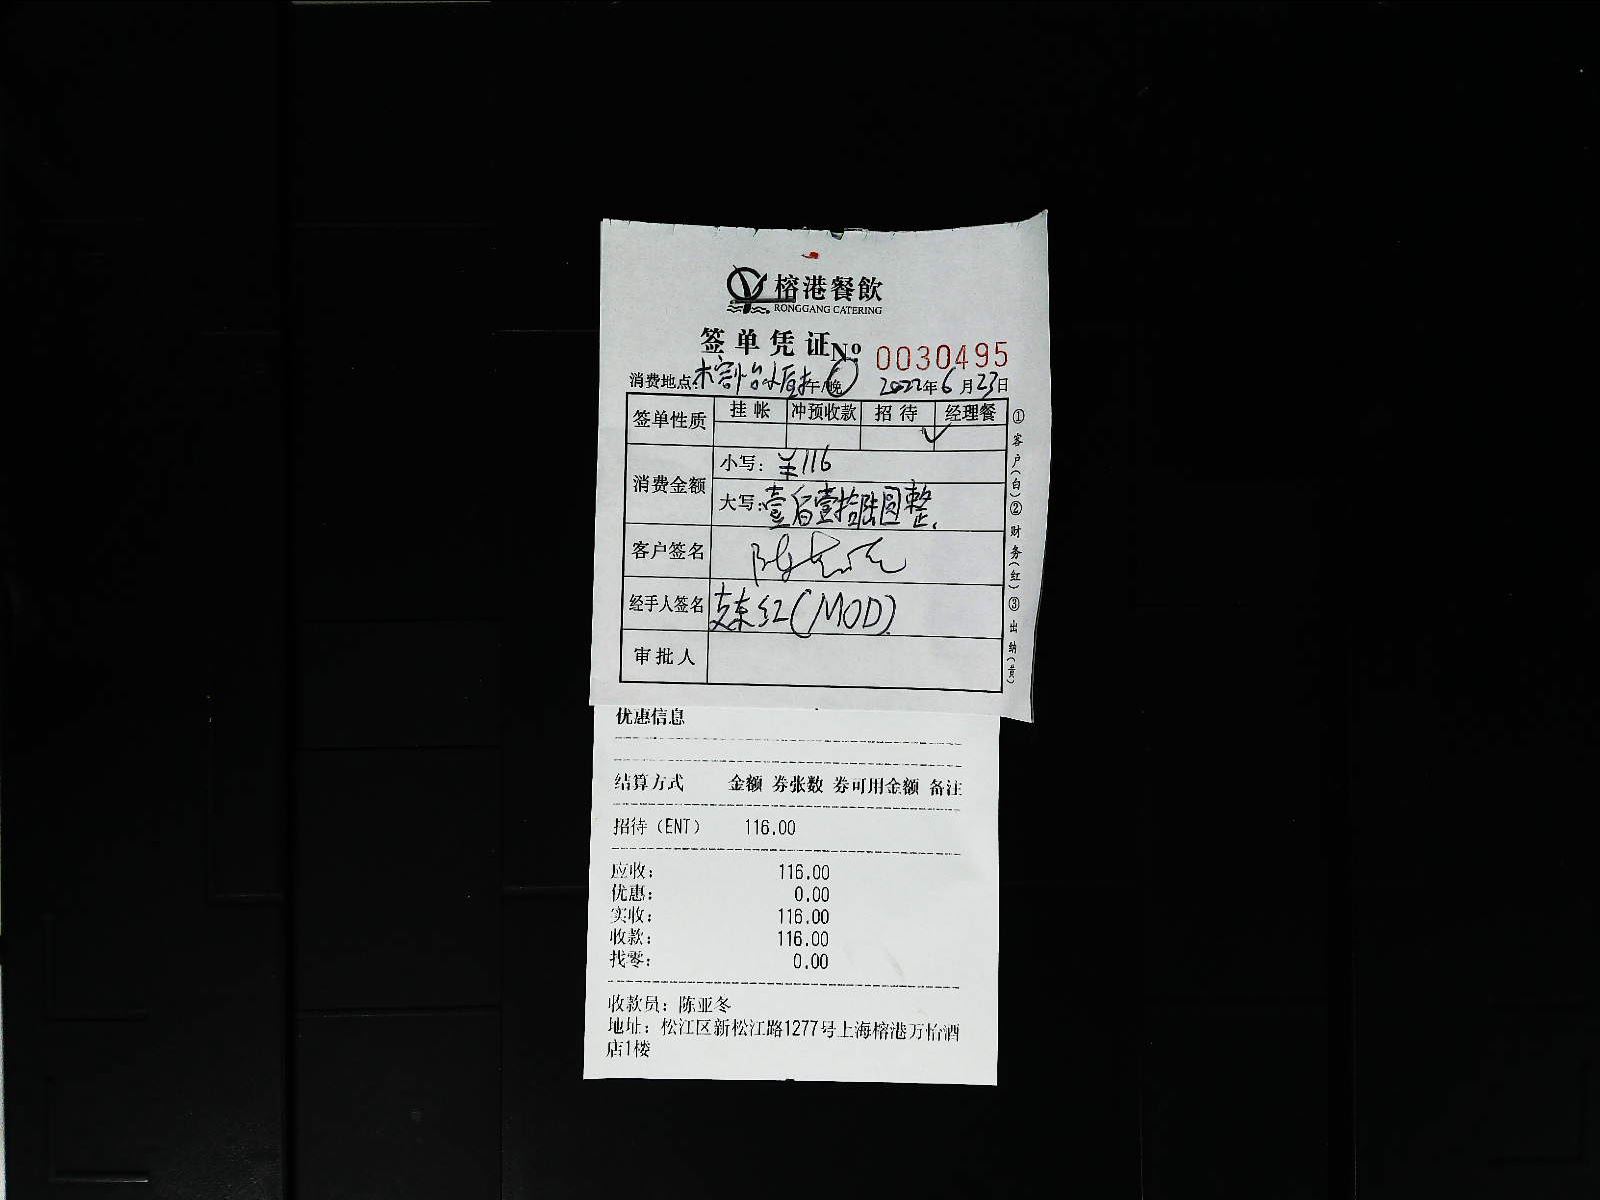 榕港餐飲
RONGGANG CATERING
签单凭证 No 0030495
消费地点: 午/晚 2022年6月23日
签单性质 挂帐 冲预收款 招待 经理餐
消费金额 小写: ¥116
大写: 壹佰壹拾陆圆整.
客户签名
经手人签名 红(MOD)
审批人
①客户(白)②财务(红)③出纳(黄)
优惠信息
结算方式 金额 券张数 券可用金额 备注
招待(ENT) 116.00
应收: 116.00
优惠: 0.00
实收: 116.00
收款: 116.00
找零: 0.00
收款员: 陈亚冬
地址: 松江区新松江路1277号上海榕港万怡酒
店1楼